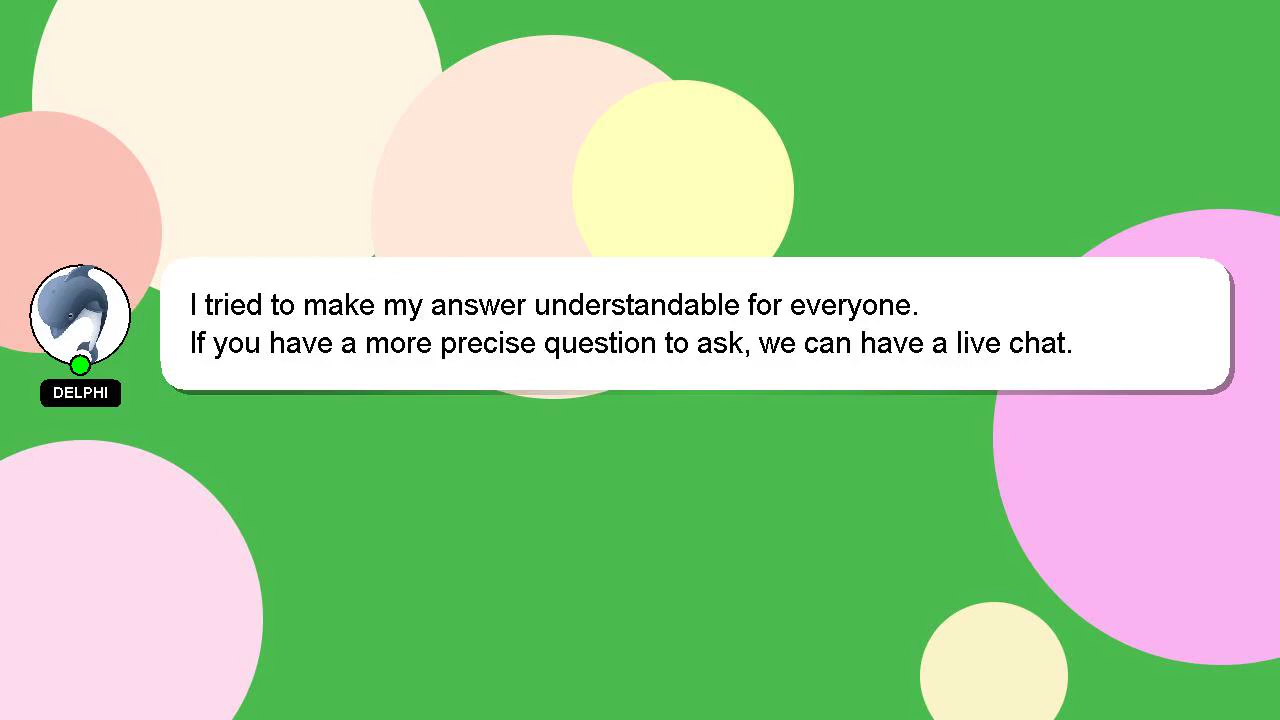 I tried to make my answer understandable for everyone.
If you have a more precise question to ask, we can have a live chat.
DELPHI